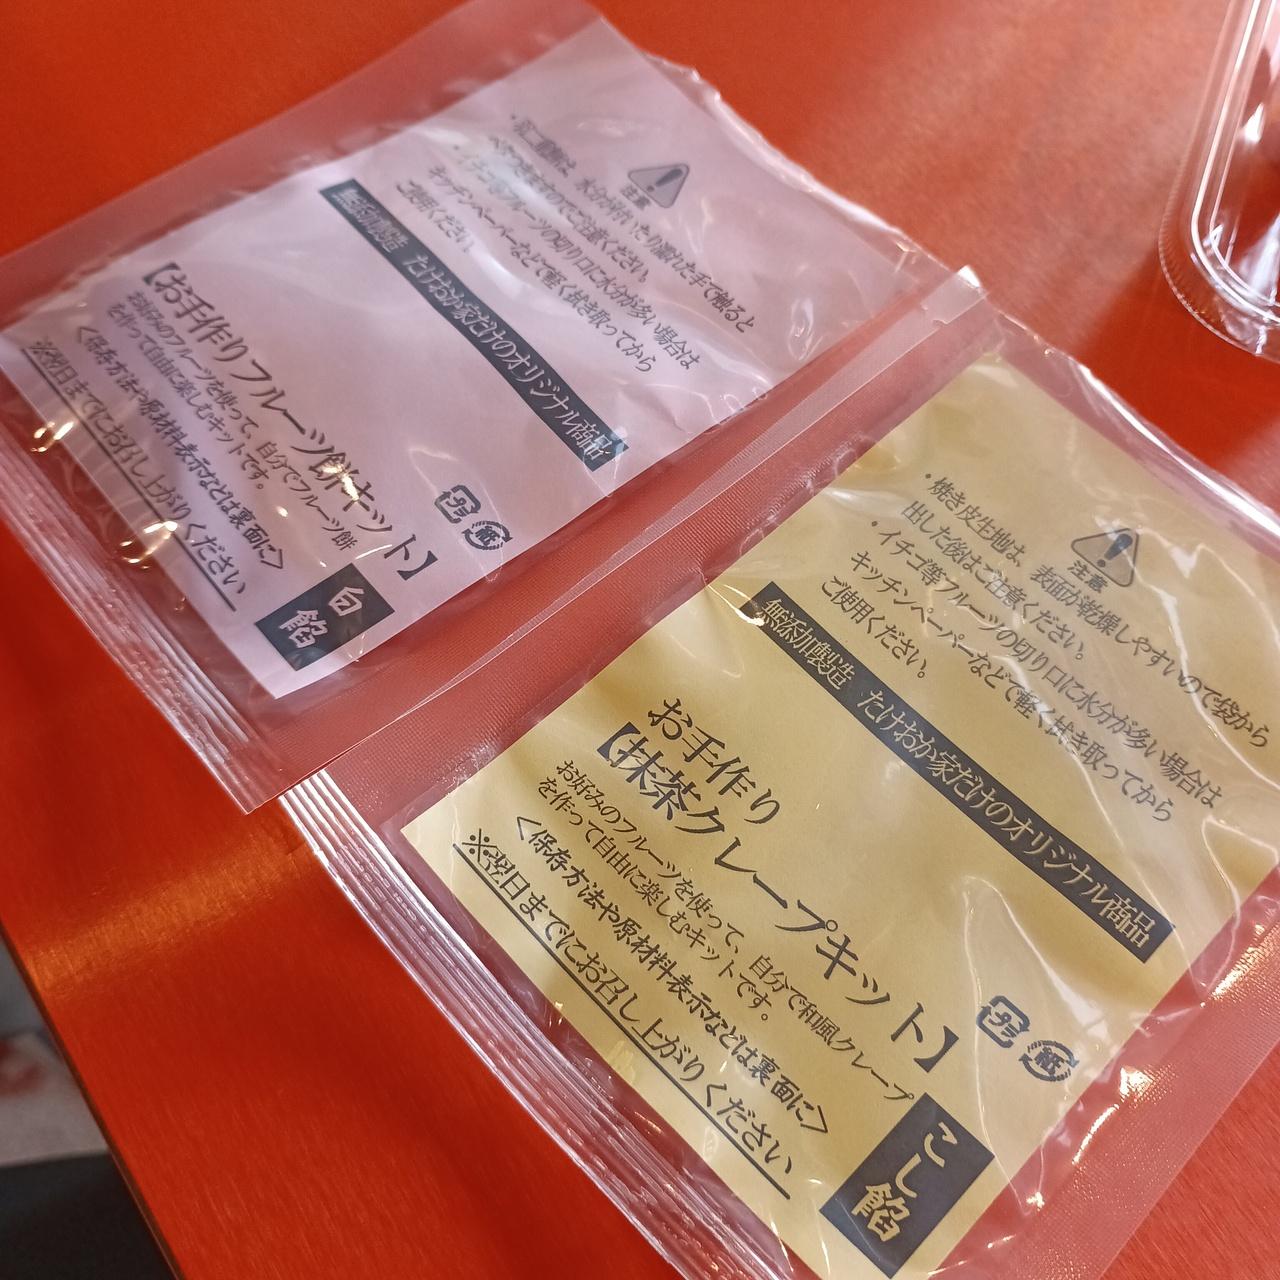 注意
水分が付いたり濡れた手で触ると
べたつきますのでご注意ください。
・イチゴ等フルーツの切り口に水分が多い場合は
キッチンペーパーなどで軽く拭き取ってから
ご使用ください。
無添加製造 たけおか家だけのオリジナル商品
【お手作りフルーツ餅キット】
お好みのフルーツを使って、自分でフルーツ餅
を作って自由に楽しむキットです。
<保存方法や原材料表示などは裏面に>
※翌日までにお召し上がりください
プラ
紙
白餡
注意
・焼き皮生地は、表面が乾燥しやすいので袋から
出した後はご注意ください。
・イチゴ等フルーツの切り口に水分が多い場合は
キッチンペーパーなどで軽く拭き取ってから
ご使用ください。
無添加製造 たけおか家だけのオリジナル商品
お手作り
【抹茶クレープキット】
お好みのフルーツを使って、自分で和風クレープ
を作って自由に楽しむキットです。
<保存方法や原材料表示などは裏面に>
※翌日までにお召し上がりください
プラ
紙
こし餡